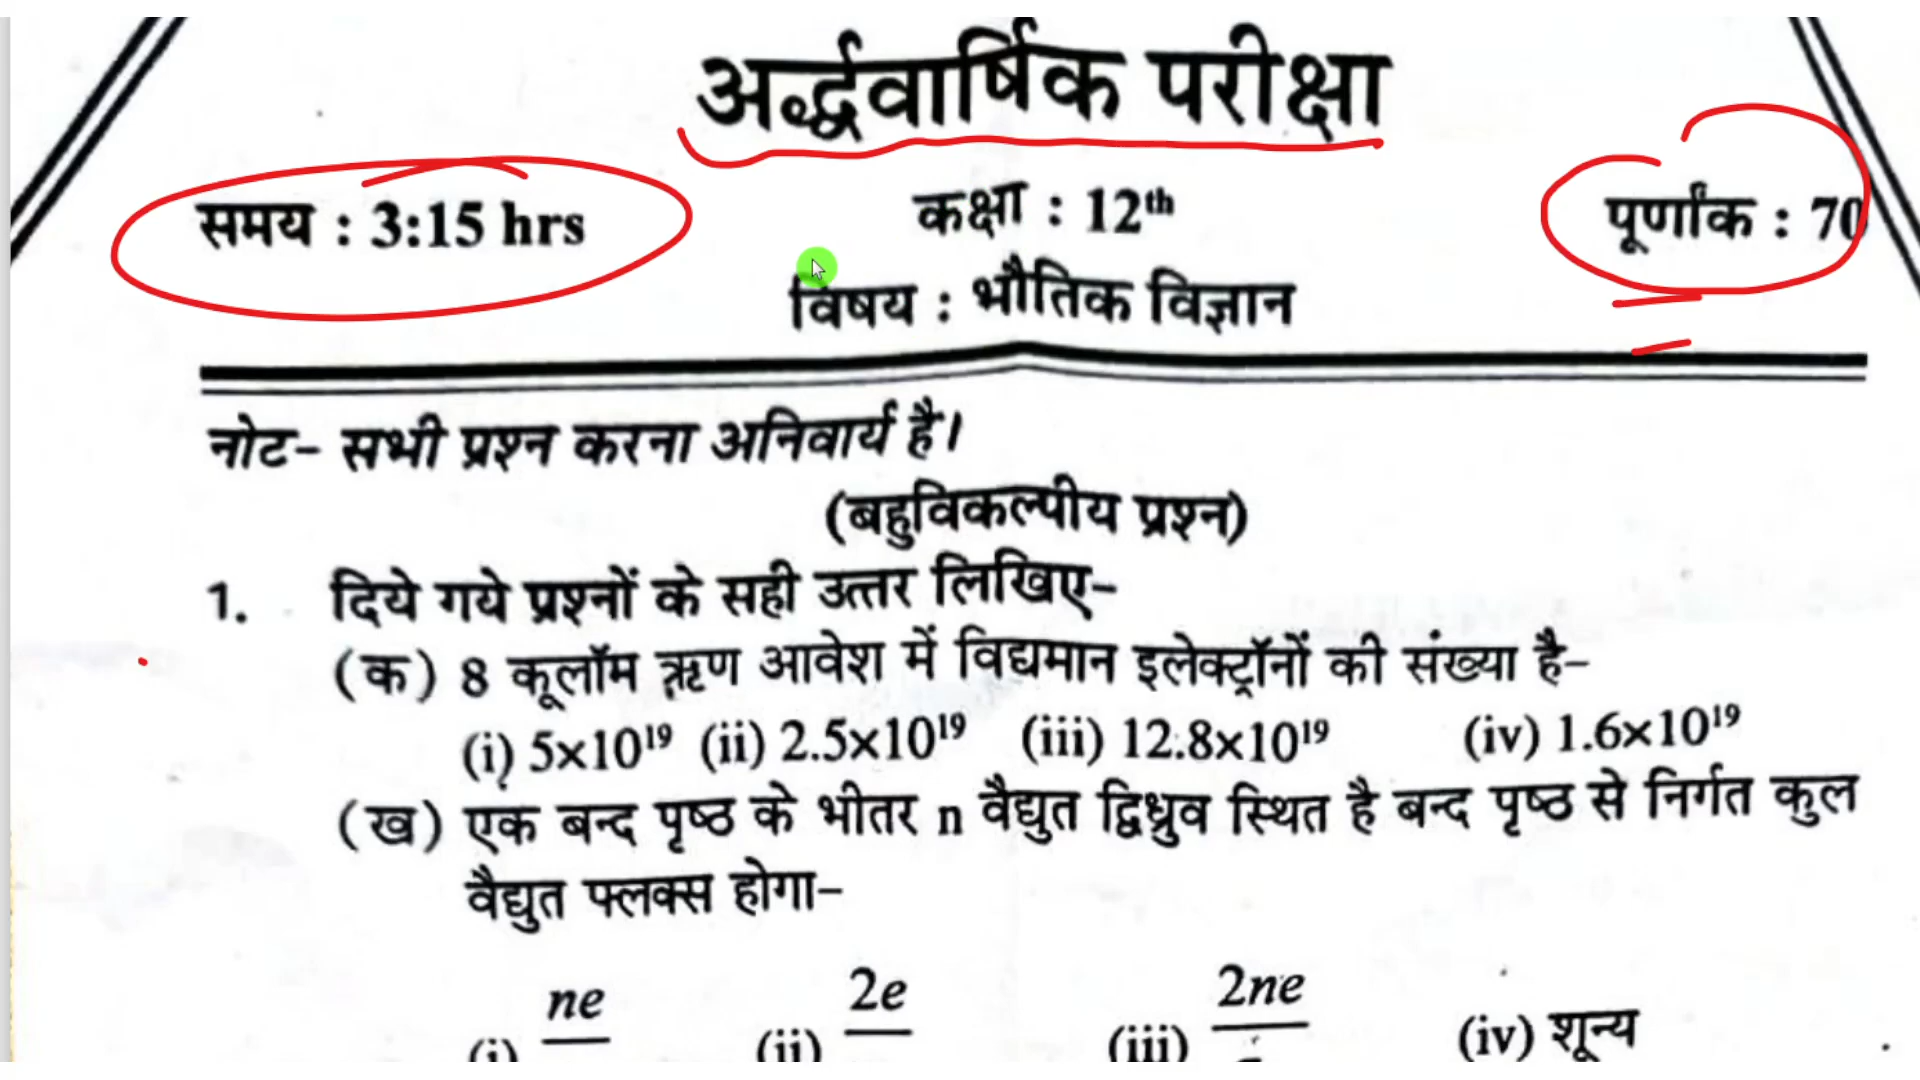 अर्द्धवार्षिक परीक्षा
समय : 3:15 hrs
कक्षा : 12th
पूर्णांक : 70
विषय : भौतिक विज्ञान
नोट- सभी प्रश्न करना अनिवार्य है।
(बहुविकल्पीय प्रश्न)
1. दिये गये प्रश्नों के सही उत्तर लिखिए-
(क) 8 कूलॉम ऋण आवेश में विद्यमान इलेक्ट्रॉनों की संख्या है-
(i) 5×10¹⁹ (ii) 2.5×10¹⁹ (iii) 12.8×10¹⁹ (iv) 1.6×10¹⁹
(ख) एक बन्द पृष्ठ के भीतर n वैद्युत द्विध्रुव स्थित है बन्द पृष्ठ से निर्गत कुल
वैद्युत फ्लक्स होगा-
(i) ne (ii) 2e (iii) 2ne (iv) शून्य